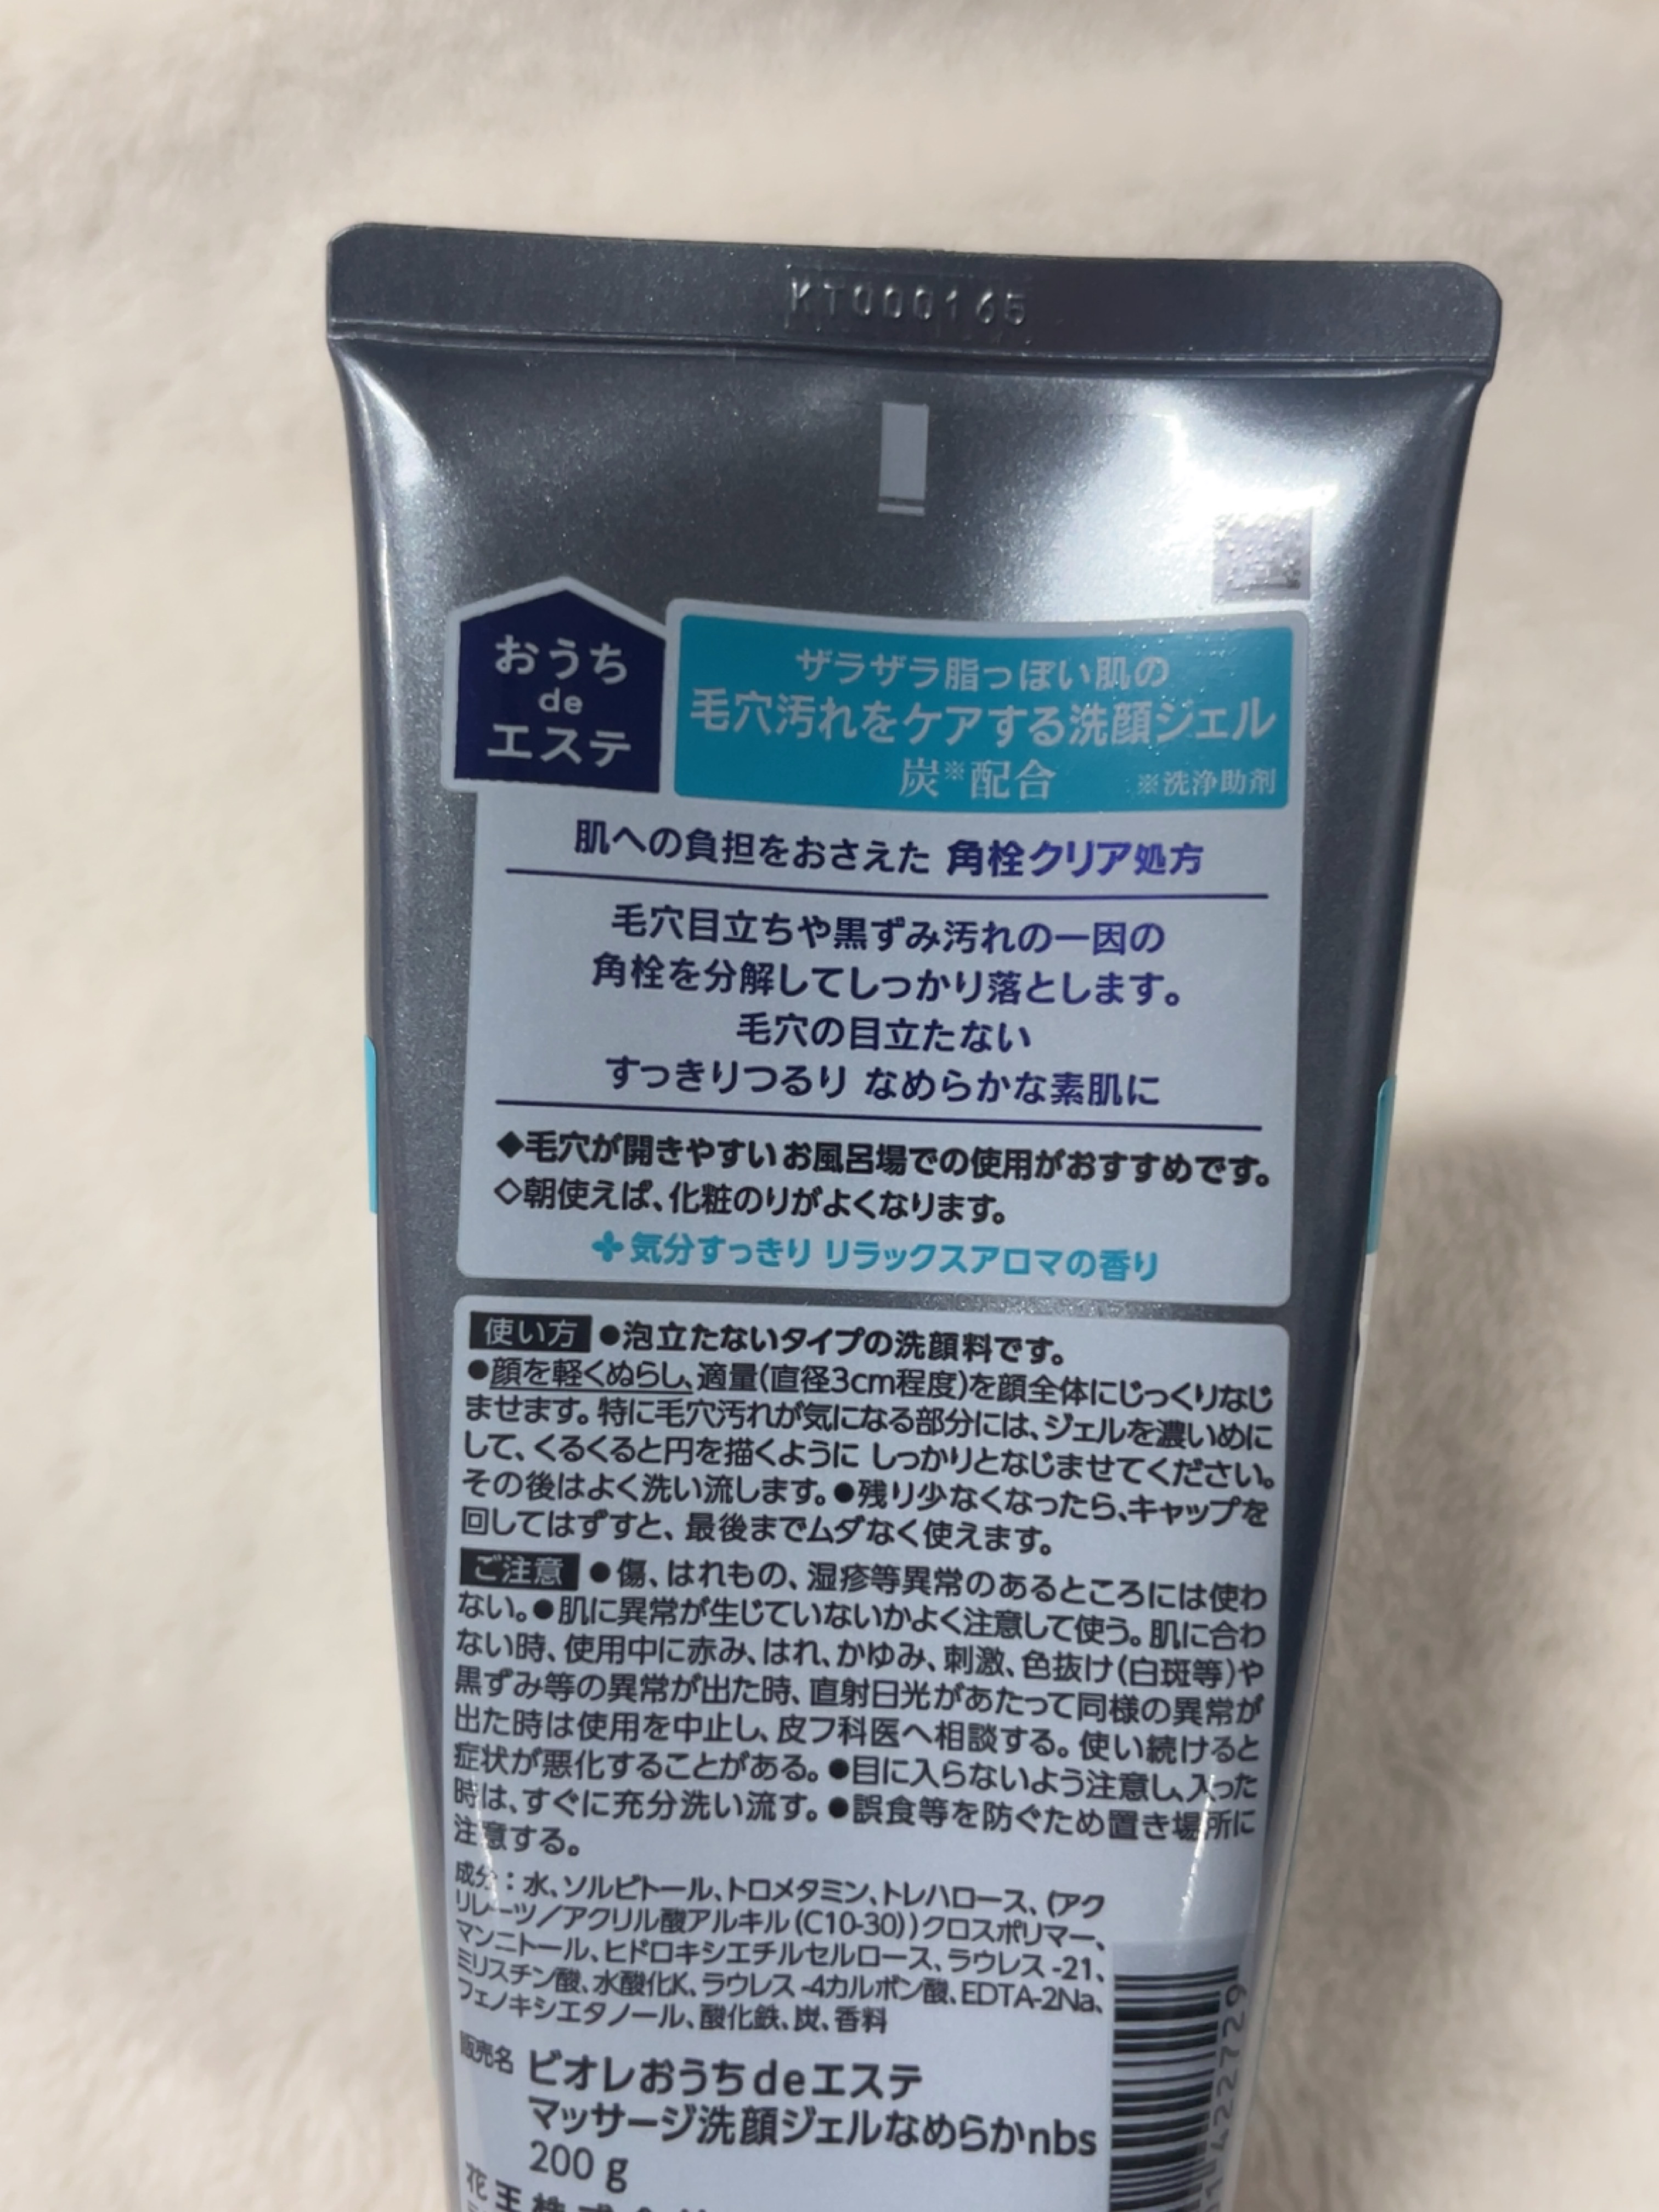 KT000165
おうち
de
エステ
ザラザラ脂っぽい肌の
毛穴汚れをケアする洗顔ジェル
炭※配合 ※洗浄助剤
肌への負担をおさえた 角栓クリア処方
毛穴目立ちや黒ずみ汚れの一因の
角栓を分解してしっかり落とします。
毛穴の目立たない
すっきりつるり なめらかな素肌に
◆毛穴が開きやすい お風呂場での使用がおすすめです。
◇朝使えば、化粧のりがよくなります。
気分すっきり リラックスアロマの香り
使い方 ●泡立たないタイプの洗顔料です。
●顔を軽くぬらし、適量(直径3cm程度)を顔全体にじっくりなじ
ませます。特に毛穴汚れが気になる部分には、ジェルを濃いめに
して、くるくると円を描くように しっかりとなじませてください。
その後はよく洗い流します。●残り少なくなったら、キャップを
回してはずすと、最後までムダなく使えます。
ご注意 ●傷、はれもの、湿疹等異常のあるところには使わ
ない。●肌に異常が生じていないかよく注意して使う。肌に合わ
ない時、使用中に赤み、はれ、かゆみ、刺激、色抜け(白斑等)や
黒ずみ等の異常が出た時、直射日光があたって同様の異常が
出た時は使用を中止し、皮フ科医へ相談する。使い続けると
症状が悪化することがある。●目に入らないよう注意し、入った
時は、すぐに充分洗い流す。●誤食等を防ぐため置き場所に
注意する。
成分：水、ソルビトール、トロメタミン、トレハロース、(アク
リレーツ／アクリル酸アルキル(C10-30))クロスポリマー、
マンニトール、ヒドロキシエチルセルロース、ラウレス-21、
ミリスチン酸、水酸化K、ラウレス-4カルボン酸、EDTA-2Na、
フェノキシエタノール、酸化鉄、炭、香料
販売名 ビオレおうちdeエステ
マッサージ洗顔ジェルなめらかnbs
200 g
花王株式会社